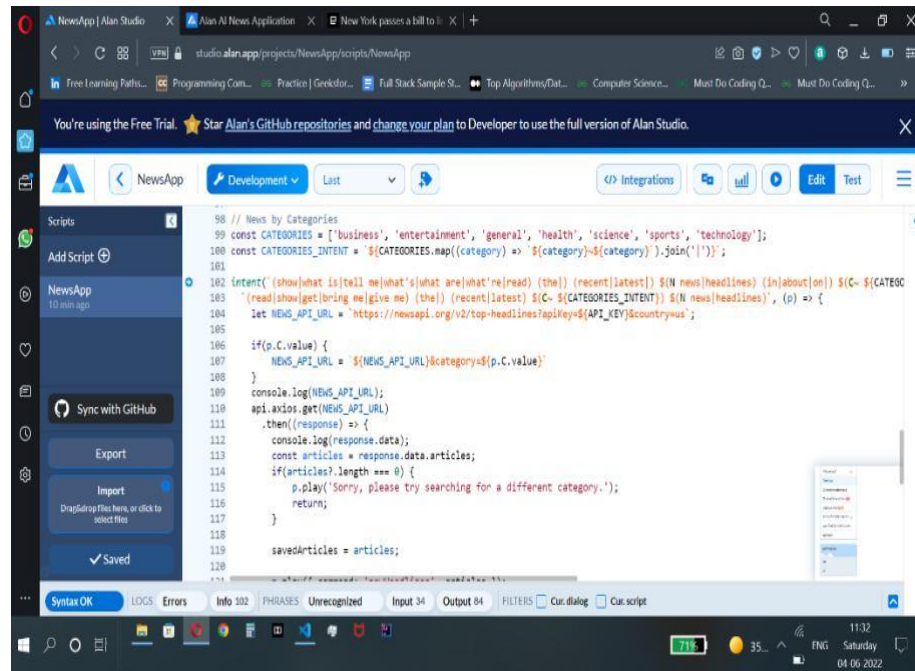 NewsApp | Alan Studio X Alan AI News Application X New York passes a bill to li X +
VPN studio.alan.app/projects/NewsApp/scripts/NewsApp
Free Learning Paths... Programming Com... Practice | Geeksfor... Full Stack Sample St... Top Algorithms/Dat... Computer Science... Must Do Coding Q... Must Do Coding Q... »
You're using the Free Trial. Star Alan's GitHub repositories and change your plan to Developer to use the full version of Alan Studio. X
NewsApp Development Last </> Integrations Edit Test
Scripts
Add Script
NewsApp
10 min ago
Sync with GitHub
Export
Import
Drag&drop files here, or click to
select files
Saved
98 // News by Categories
99 const CATEGORIES = ['business', 'entertainment', 'general', 'health', 'science', 'sports', 'technology'];
100 const CATEGORIES_INTENT = `${CATEGORIES.map((category) => `${category}~${category}`).join('|')}`;
101
102 intent(`(show|what is|tell me|what's|what are|what're|read) (the|) (recent|latest|) $(N news|headlines) (in|about|on|) $(C~ ${CATEGO
103 `(read|show|get|bring me|give me) (the|) (recent|latest) $(C~ ${CATEGORIES_INTENT}) $(N news|headlines)`, (p) => {
104 let NEWS_API_URL = `https://newsapi.org/v2/top-headlines?apiKey=${API_KEY}&country=us`;
105
106 if(p.C.value) {
107 NEWS_API_URL = `${NEWS_API_URL}&category=${p.C.value}`
108 }
109 console.log(NEWS_API_URL);
110 api.axios.get(NEWS_API_URL)
111 .then((response) => {
112 console.log(response.data);
113 const articles = response.data.articles;
114 if(articles?.length === 0) {
115 p.play('Sorry, please try searching for a different category.');
116 return;
117 }
118
119 savedArticles = articles;
120
Syntax OK LOGS Errors Info 102 PHRASES Unrecognized Input 34 Output 84 FILTERS Cur. dialog Cur. script
71% 35... ENG
11:32
Saturday
04-06-2022